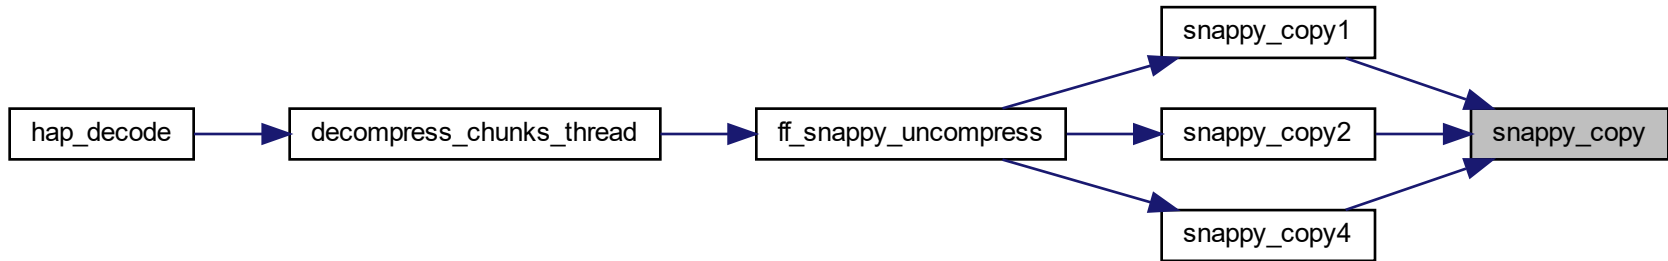 snappy_copy1
hap_decode
decompress_chunks_thread
ff_snappy_uncompress
snappy_copy2
snappy_copy
snappy_copy4